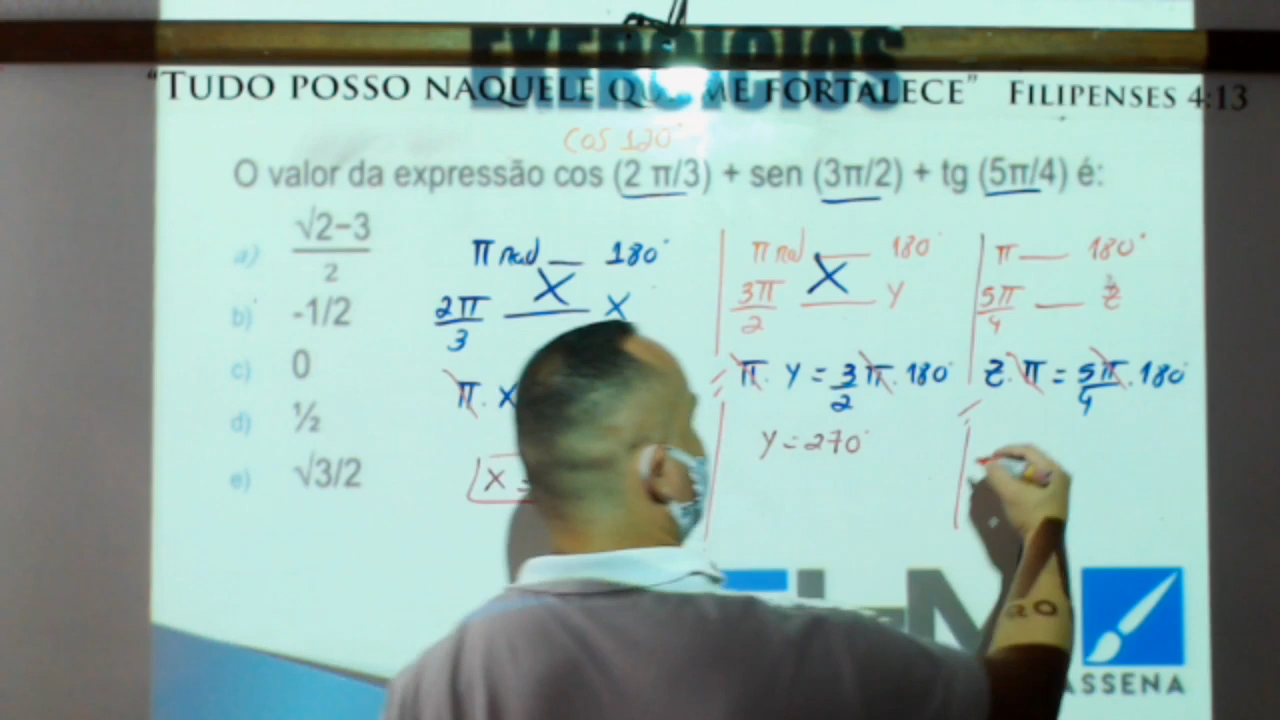 EXERCÍCIOS
“TUDO POSSO NAQUELE QUE ME FORTALECE” FILIPENSES 4:13
cos 120°
O valor da expressão cos (2 π/3) + sen (3π/2) + tg (5π/4) é:
a) √2−3 / 2
b) -1/2
c) 0
d) ½
e) √3/2
π rad — 180°
2π/3 — X
π . X
X =
π rad — 180°
3π/2 — Y
π . Y = 3/2 π . 180°
Y = 270°
π — 180°
5π/4 — Z
Z . π = 5π/4 . 180°
ASSENA